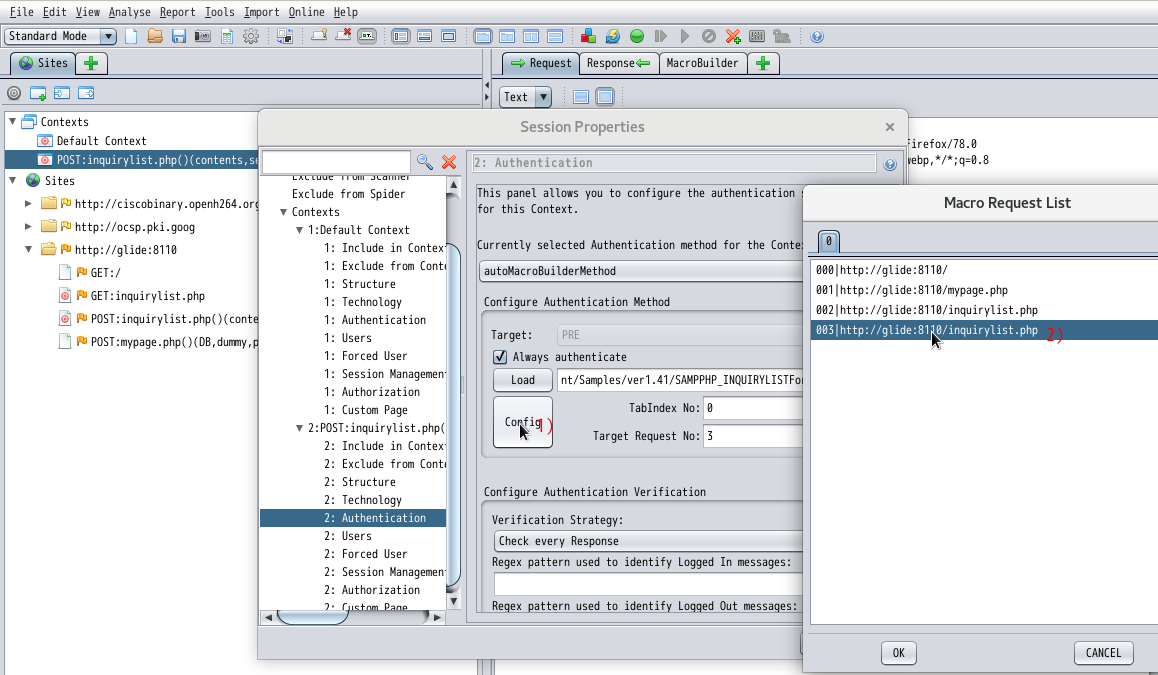 File Edit View Analyse Report Tools Import Online Help
Standard Mode
Sites
Request Response MacroBuilder
Text
Contexts
Default Context
POST:inquirylist.php()(contents,se
Sites
http://ciscobinary.openh264.org
http://ocsp.pki.goog
http://glide:8110
GET:/
GET:inquirylist.php
POST:inquirylist.php()(conte
POST:mypage.php()(DB,dummy,p
irefox/78.0
webp,*/*;q=0.8
Session Properties
Exclude from Scanner
Exclude from Spider
Contexts
1:Default Context
1: Include in Contex
1: Exclude from Conte
1: Structure
1: Technology
1: Authentication
1: Users
1: Forced User
1: Session Managemen
1: Authorization
1: Custom Page
2:POST:inquirylist.php(
2: Include in Contex
2: Exclude from Conte
2: Structure
2: Technology
2: Authentication
2: Users
2: Forced User
2: Session Managemen
2: Authorization
2: Custom Page
2: Authentication
This panel allows you to configure the authentication s
for this Context.
Currently selected Authentication method for the Conte
autoMacroBuilderMethod
Configure Authentication Method
Target: PRE
Always authenticate
Load nt/Samples/ver1.41/SAMPPHP_INQUIRYLISTFo
Config 1)
TabIndex No: 0
Target Request No: 3
Configure Authentication Verification
Verification Strategy:
Check every Response
Regex pattern used to identify Logged In messages:
Regex pattern used to identify Logged Out messages:
Macro Request List
0
000|http://glide:8110/
001|http://glide:8110/mypage.php
002|http://glide:8110/inquirylist.php
003|http://glide:8110/inquirylist.php 2)
OK CANCEL